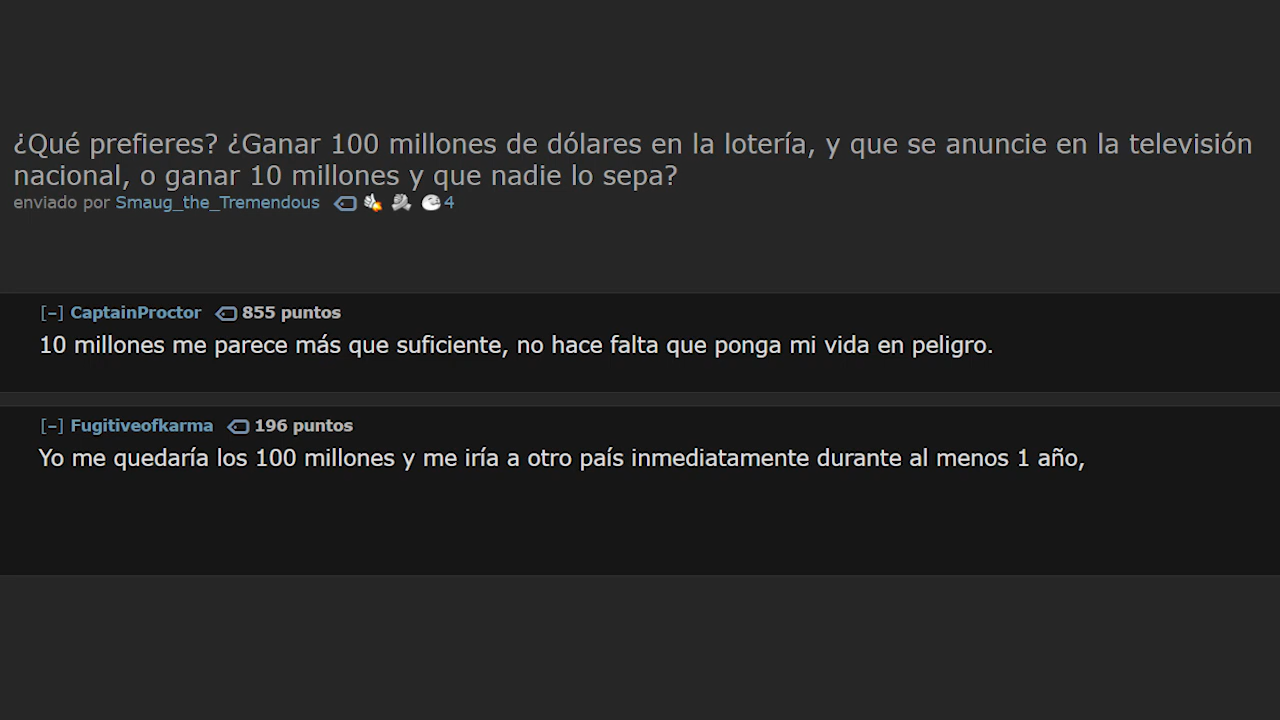 ¿Qué prefieres? ¿Ganar 100 millones de dólares en la lotería, y que se anuncie en la televisión
nacional, o ganar 10 millones y que nadie lo sepa?
enviado por Smaug_the_Tremendous 4
[–] CaptainProctor 855 puntos
10 millones me parece más que suficiente, no hace falta que ponga mi vida en peligro.
[–] Fugitiveofkarma 196 puntos
Yo me quedaría los 100 millones y me iría a otro país inmediatamente durante al menos 1 año,